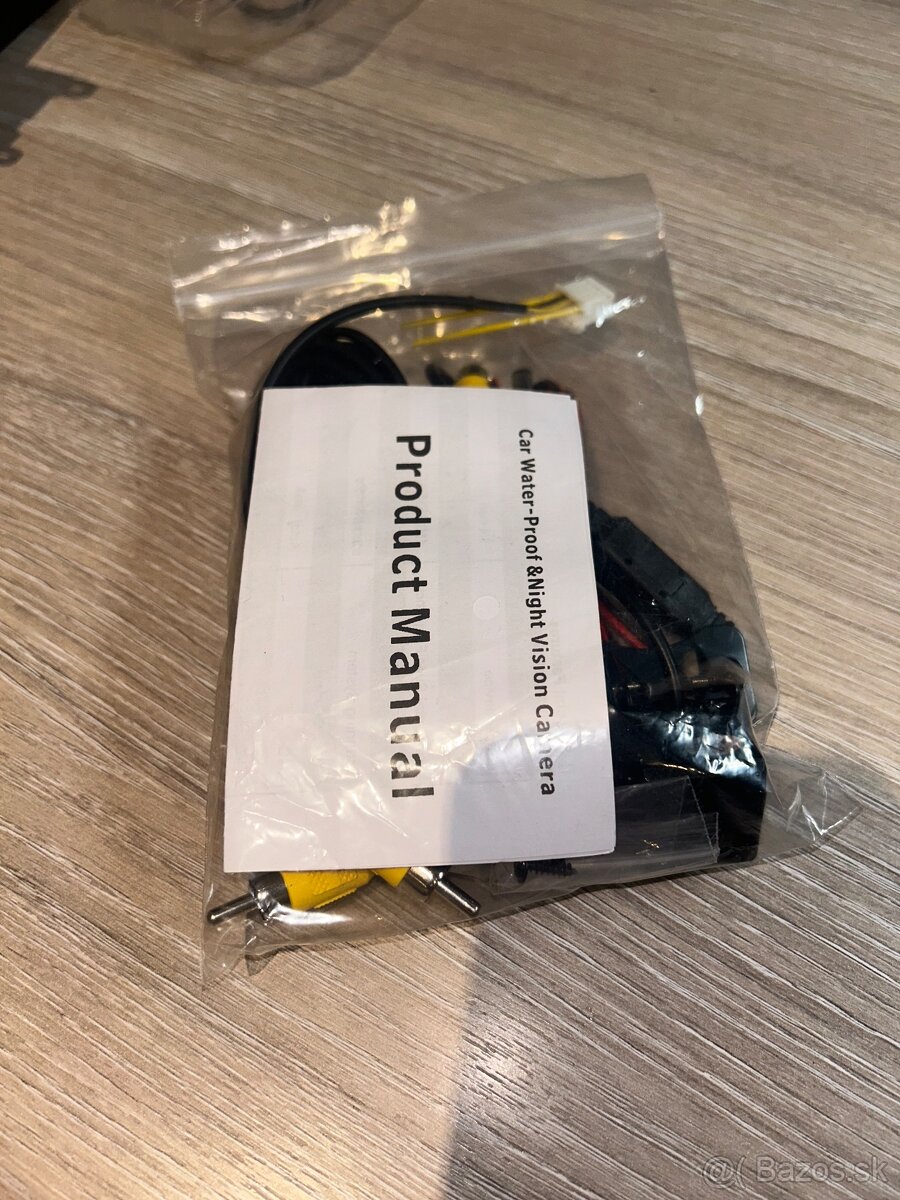 Car Water-Proof &Night Vision Camera
Product Manual
@( Bazos.sk